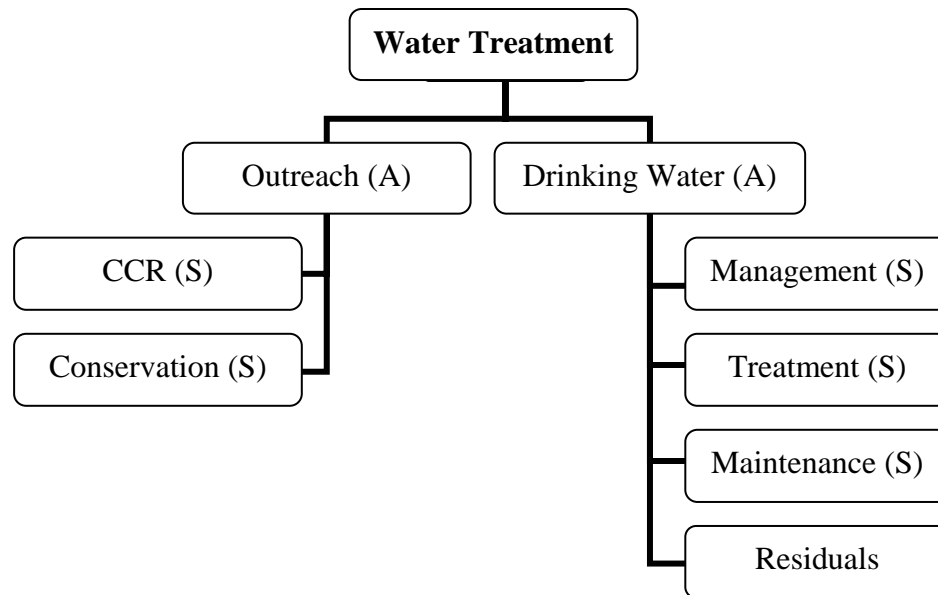 Water Treatment
Outreach (A)
Drinking Water (A)
CCR (S)
Conservation (S)
Management (S)
Treatment (S)
Maintenance (S)
Residuals